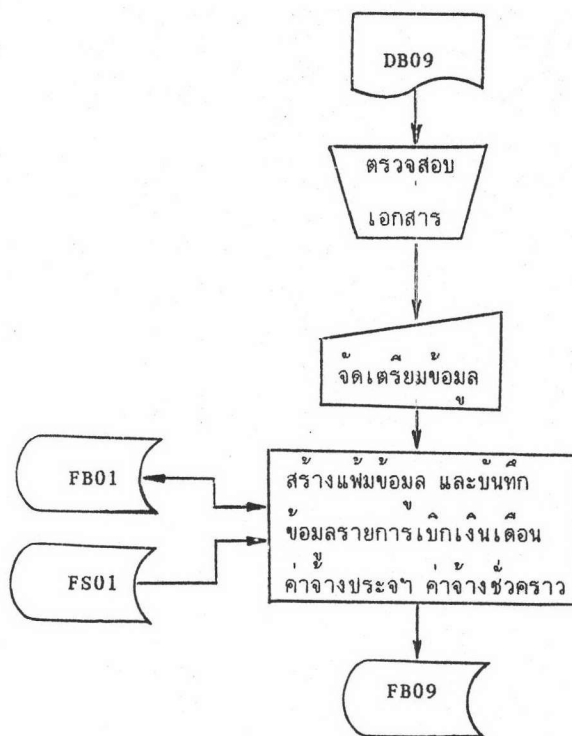 DB09
ตรวจสอบ
เอกสาร
จัดเตรียมข้อมูล
FB01
สร้างแฟ้มข้อมูล และบันทึก
ข้อมูลรายการเบิกเงินเดือน
FS01
ค่าจ้างประจำฯ ค่าจ้างชั่วคราว
FB09